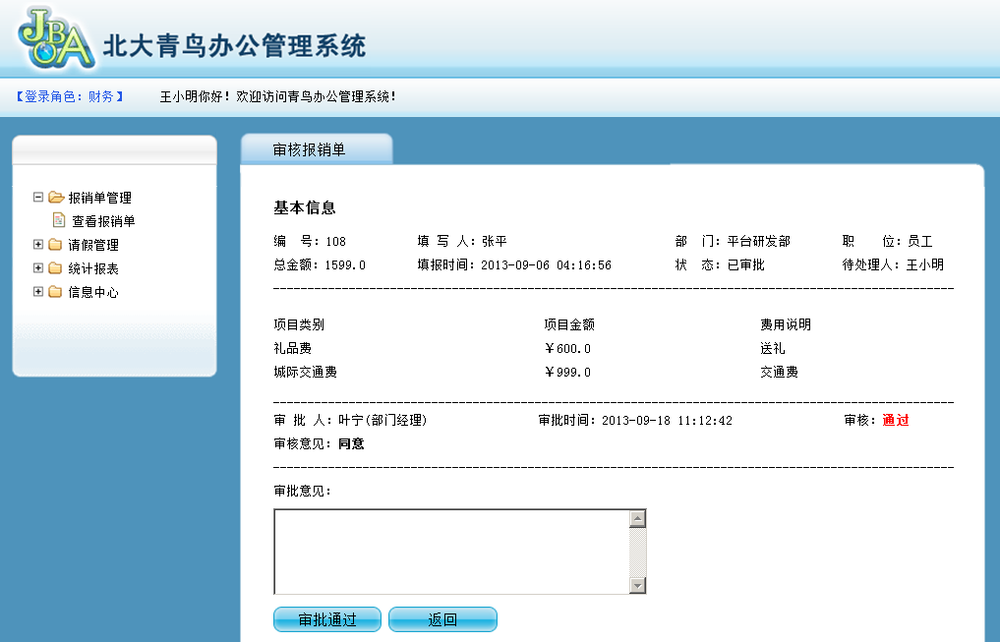 JBOA 北大青鸟办公管理系统
【登录角色：财务】 王小明你好！欢迎访问青鸟办公管理系统！
审核报销单
报销单管理
查看报销单
请假管理
统计报表
信息中心
基本信息
编 号：108 填 写 人：张平 部 门：平台研发部 职 位：员工
总金额：1599.0 填报时间：2013-09-06 04:16:56 状 态：已审批 待处理人：王小明
项目类别 项目金额 费用说明
礼品费 ￥600.0 送礼
城际交通费 ￥999.0 交通费
审 批 人：叶宁(部门经理) 审批时间：2013-09-18 11:12:42 审核：通过
审核意见：同意
审批意见：
审批通过 返回